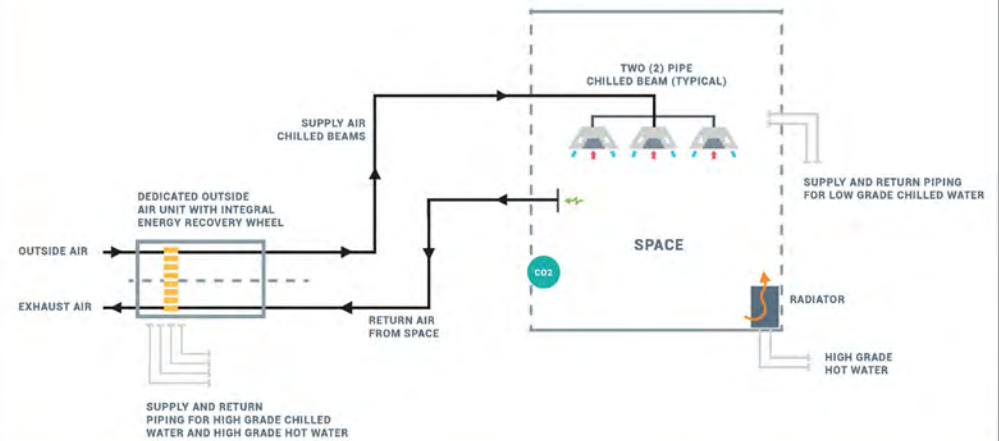 TWO (2) PIPE
CHILLED BEAM (TYPICAL)
SUPPLY AIR
CHILLED BEAMS
SUPPLY AND RETURN PIPING
FOR LOW GRADE CHILLED WATER
DEDICATED OUTSIDE
AIR UNIT WITH INTEGRAL
ENERGY RECOVERY WHEEL
OUTSIDE AIR
SPACE
CO2
EXHAUST AIR
RETURN AIR
FROM SPACE
RADIATOR
HIGH GRADE
HOT WATER
SUPPLY AND RETURN
PIPING FOR HIGH GRADE CHILLED
WATER AND HIGH GRADE HOT WATER